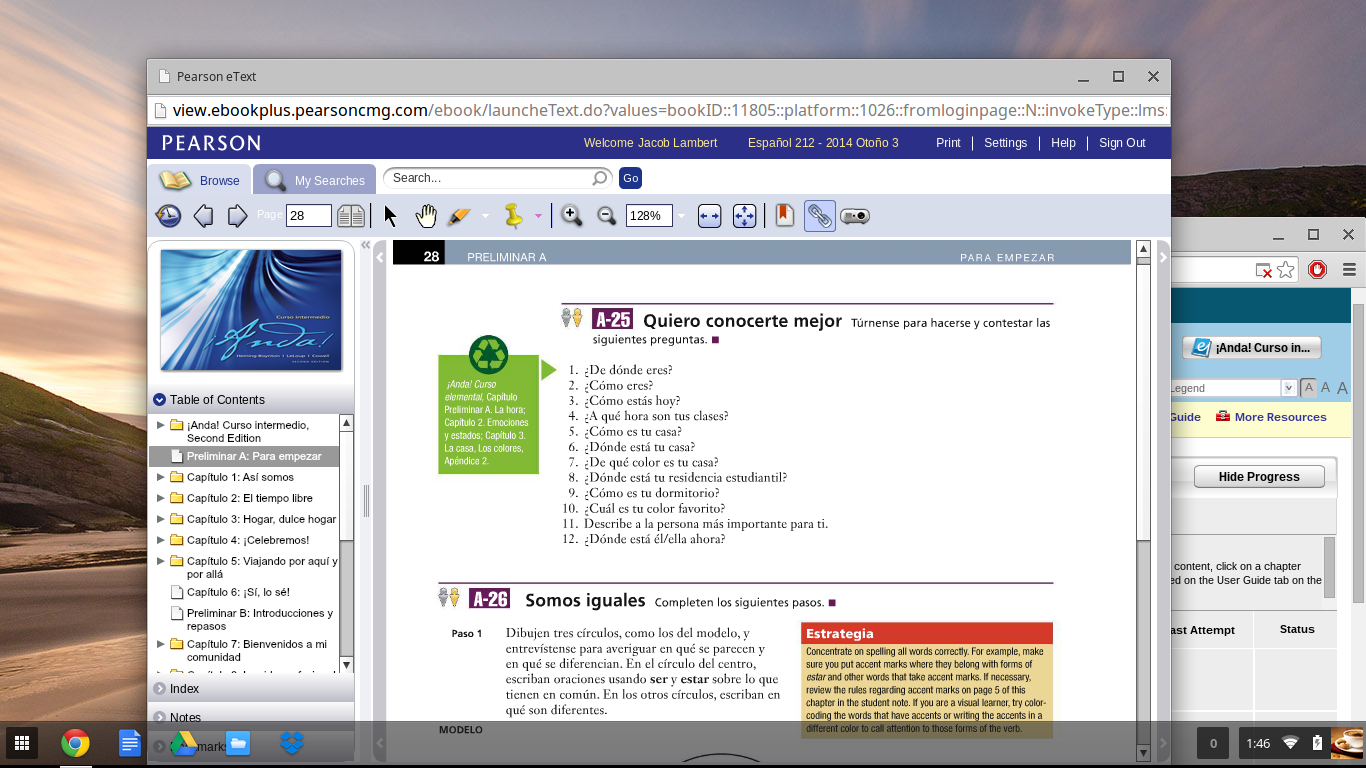 Pearson eText
view.ebookplus.pearsoncmg.com/ebook/launcheText.do?values=bookID::11805::platform::1026::fromloginpage::N::invokeType::lms:
PEARSON
Welcome Jacob Lambert
Español 212 - 2014 Otoño 3
Print
Settings
Help
Sign Out
Browse
My Searches
Search...
Go
Page
28
128%
Curso intermedio
¡Anda!
Heining-Boynton | LeLoup | Cowell
SECOND EDITION
Table of Contents
¡Anda! Curso intermedio,
Second Edition
Preliminar A: Para empezar
Capítulo 1: Así somos
Capítulo 2: El tiempo libre
Capítulo 3: Hogar, dulce hogar
Capítulo 4: ¡Celebremos!
Capítulo 5: Viajando por aquí y
por allá
Capítulo 6: ¡Sí, lo sé!
Preliminar B: Introducciones y
repasos
Capítulo 7: Bienvenidos a mi
comunidad
Index
Notes
28
PRELIMINAR A
PARA EMPEZAR
A-25 Quiero conocerte mejor Túrnense para hacerse y contestar las
siguientes preguntas.
¡Anda! Curso
elemental, Capítulo
Preliminar A. La hora;
Capítulo 2. Emociones
y estados; Capítulo 3.
La casa, Los colores,
Apéndice 2.
1. ¿De dónde eres?
2. ¿Cómo eres?
3. ¿Cómo estás hoy?
4. ¿A qué hora son tus clases?
5. ¿Cómo es tu casa?
6. ¿Dónde está tu casa?
7. ¿De qué color es tu casa?
8. ¿Dónde está tu residencia estudiantil?
9. ¿Cómo es tu dormitorio?
10. ¿Cuál es tu color favorito?
11. Describe a la persona más importante para ti.
12. ¿Dónde está él/ella ahora?
A-26 Somos iguales Completen los siguientes pasos.
Paso 1 Dibujen tres círculos, como los del modelo, y
entrevístense para averiguar en qué se parecen y
en qué se diferencian. En el círculo del centro,
escriban oraciones usando ser y estar sobre lo que
tienen en común. En los otros círculos, escriban en
qué son diferentes.
Estrategia
Concentrate on spelling all words correctly. For example, make
sure you put accent marks where they belong with forms of
estar and other words that take accent marks. If necessary,
review the rules regarding accent marks on page 5 of this
chapter in the student note. If you are a visual learner, try color-
coding the words that have accents or writing the accents in a
different color to call attention to those forms of the verb.
MODELO
¡Anda! Curso in...
Legend
A A A
Guide
More Resources
Hide Progress
content, click on a chapter
ed on the User Guide tab on the
ast Attempt
Status
0
1:46